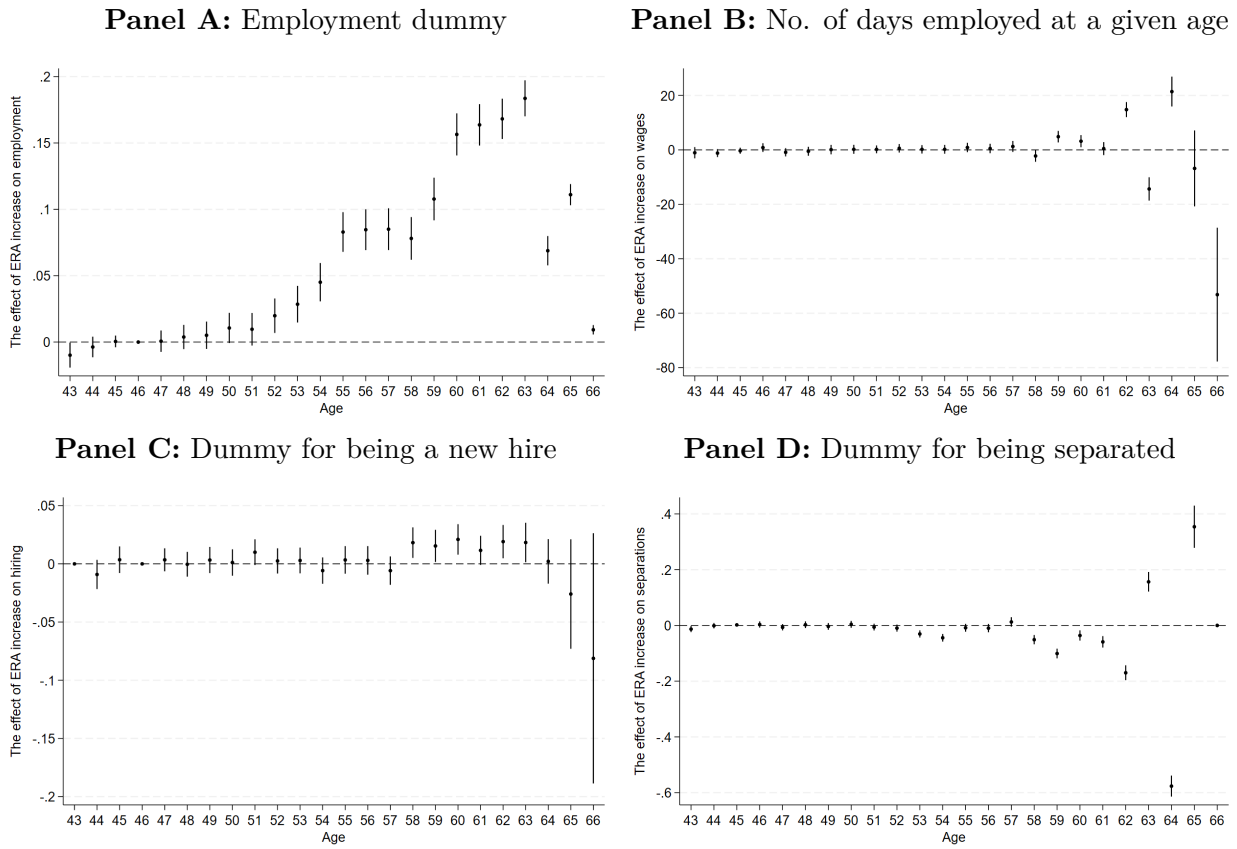 Panel A: Employment dummy
The effect of ERA increase on employment
.2
.15
.1
.05
0
43 44 45 46 47 48 49 50 51 52 53 54 55 56 57 58 59 60 61 62 63 64 65 66
Age
Panel B: No. of days employed at a given age
The effect of ERA increase on wages
20
0
-20
-40
-60
-80
43 44 45 46 47 48 49 50 51 52 53 54 55 56 57 58 59 60 61 62 63 64 65 66
Age
Panel C: Dummy for being a new hire
The effect of ERA increase on hiring
.05
0
-.05
-.1
-.15
-.2
43 44 45 46 47 48 49 50 51 52 53 54 55 56 57 58 59 60 61 62 63 64 65 66
Age
Panel D: Dummy for being separated
The effect of ERA increase on separations
.4
.2
0
-.2
-.4
-.6
43 44 45 46 47 48 49 50 51 52 53 54 55 56 57 58 59 60 61 62 63 64 65 66
Age